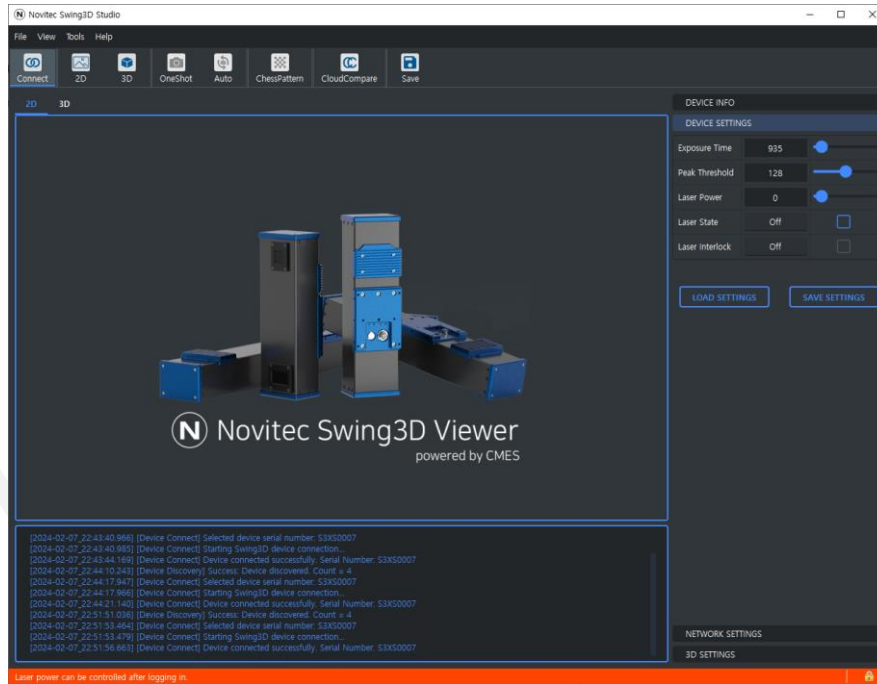 Novitec Swing3D Studio
File View Tools Help
Connect 2D 3D OneShot Auto ChessPattern CloudCompare Save
2D 3D
DEVICE INFO
DEVICE SETTINGS
Exposure Time 935
Peak Threshold 128
Laser Power 0
Laser State Off
Laser Interlock Off
LOAD SETTINGS SAVE SETTINGS
N Novitec Swing3D Viewer
powered by CMES
[2024-02-07_22:43:40.966] [Device Connect] Selected device serial number: S3XS0007
[2024-02-07_22:43:40.985] [Device Connect] Starting Swing3D device connection...
[2024-02-07_22:43:44.169] [Device Connect] Device connected successfully. Serial Number: S3XS0007
[2024-02-07_22:44:10.243] [Device Discovery] Success: Device discovered. Count = 4
[2024-02-07_22:44:17.947] [Device Connect] Selected device serial number: S3XS0007
[2024-02-07_22:44:17.966] [Device Connect] Starting Swing3D device connection...
[2024-02-07_22:44:21.140] [Device Connect] Device connected successfully. Serial Number: S3XS0007
[2024-02-07_22:51:51.036] [Device Discovery] Success: Device discovered. Count = 4
[2024-02-07_22:51:53.464] [Device Connect] Selected device serial number: S3XS0007
[2024-02-07_22:51:53.479] [Device Connect] Starting Swing3D device connection...
[2024-02-07_22:51:56.663] [Device Connect] Device connected successfully. Serial Number: S3XS0007
NETWORK SETTINGS
3D SETTINGS
Laser power can be controlled after logging in.